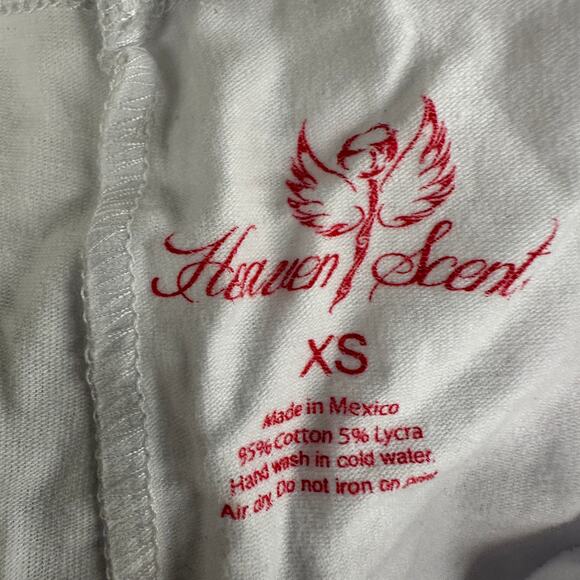 Heaven Scent
XS
Made in Mexico
95% Cotton 5% Lycra
Hand wash in cold water.
Air dry. Do not iron on